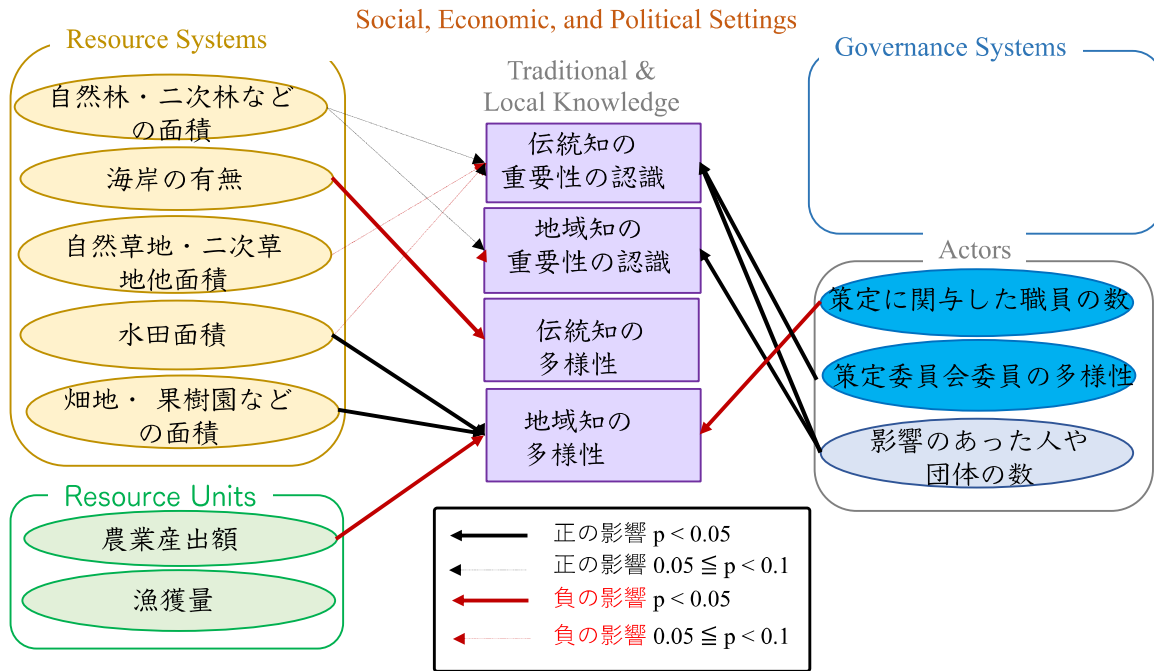 Social, Economic, and Political Settings
Resource Systems
自然林・二次林など
の面積
海岸の有無
自然草地・二次草
地他面積
水田面積
畑地・ 果樹園など
の面積
Resource Units
農業産出額
漁獲量
Traditional &
Local Knowledge
伝統知の
重要性の認識
地域知の
重要性の認識
伝統知の
多様性
地域知の
多様性
Governance Systems
Actors
策定に関与した職員の数
策定委員会委員の多様性
影響のあった人や
団体の数
正の影響 p < 0.05
正の影響 0.05 ≦ p < 0.1
負の影響 p < 0.05
負の影響 0.05 ≦ p < 0.1